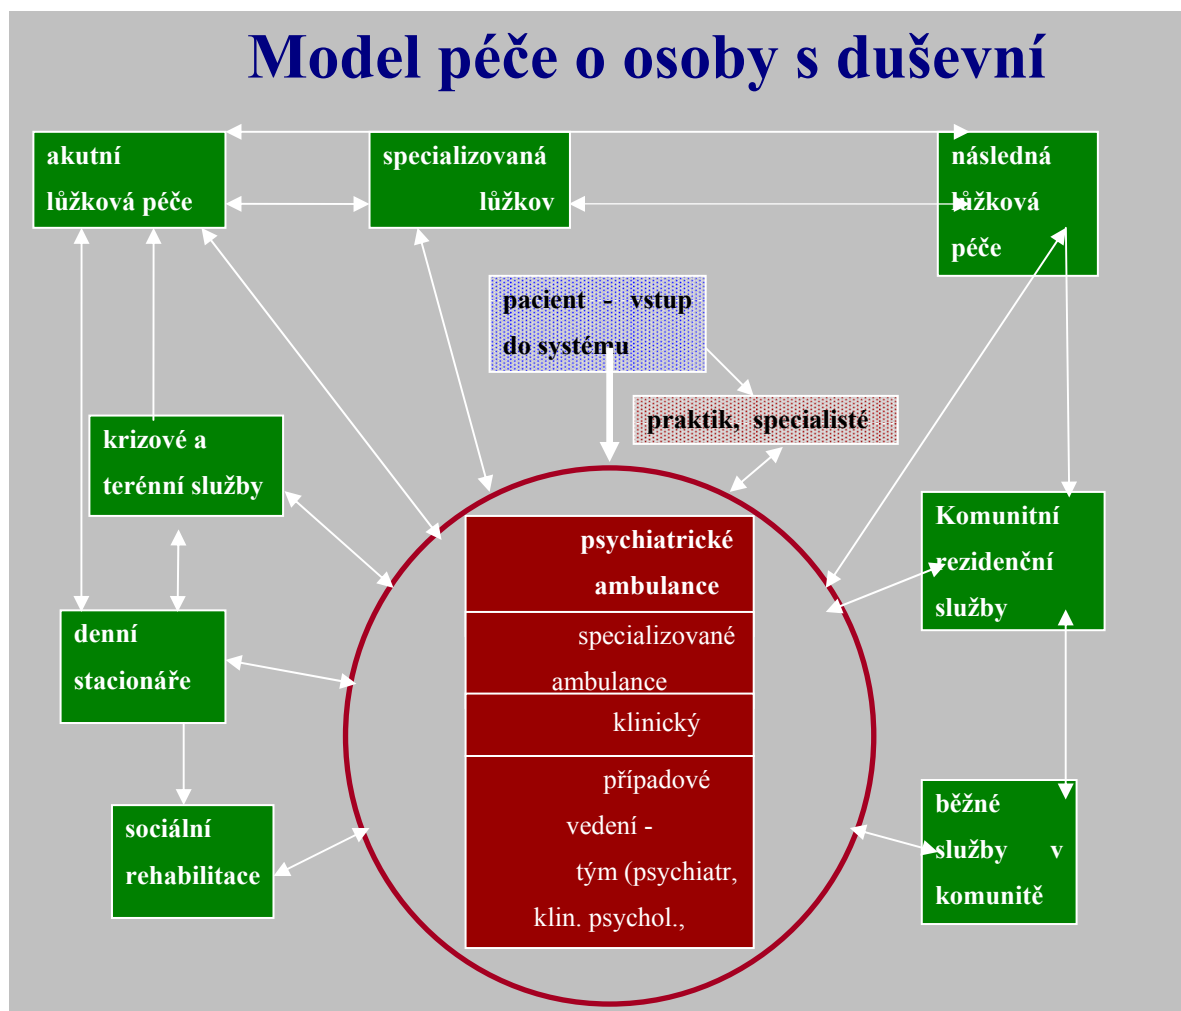 Model péče o osoby s duševní
akutní
lůžková péče
specializovaná
lůžkov
následná
lůžková
péče
pacient - vstup
do systému
praktik, specialisté
krizové a
terénní služby
psychiatrické
ambulance
specializované
ambulance
klinický
případové
vedení -
tým (psychiatr,
klin. psychol.,
Komunitní
rezidenční
služby
denní
stacionáře
sociální
rehabilitace
běžné
služby v
komunitě